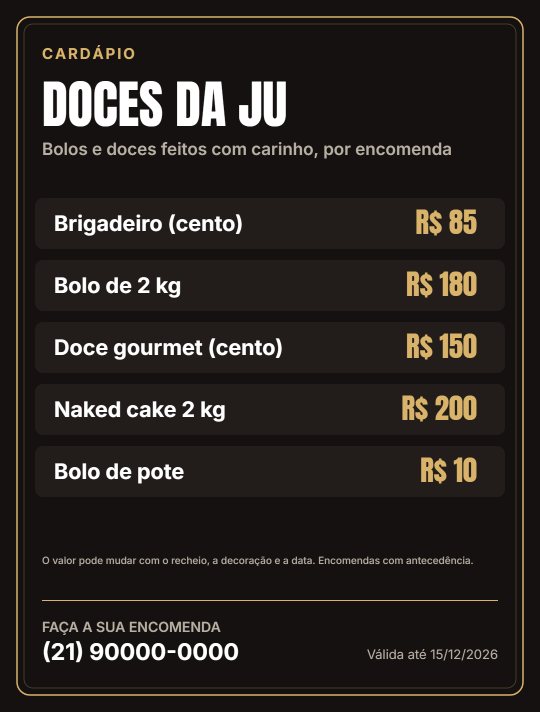 CARDÁPIO
DOCES DA JU
Bolos e doces feitos com carinho, por encomenda
Brigadeiro (cento) R$ 85
Bolo de 2 kg R$ 180
Doce gourmet (cento) R$ 150
Naked cake 2 kg R$ 200
Bolo de pote R$ 10
O valor pode mudar com o recheio, a decoração e a data. Encomendas com antecedência.
FAÇA A SUA ENCOMENDA
(21) 90000-0000 Válida até 15/12/2026